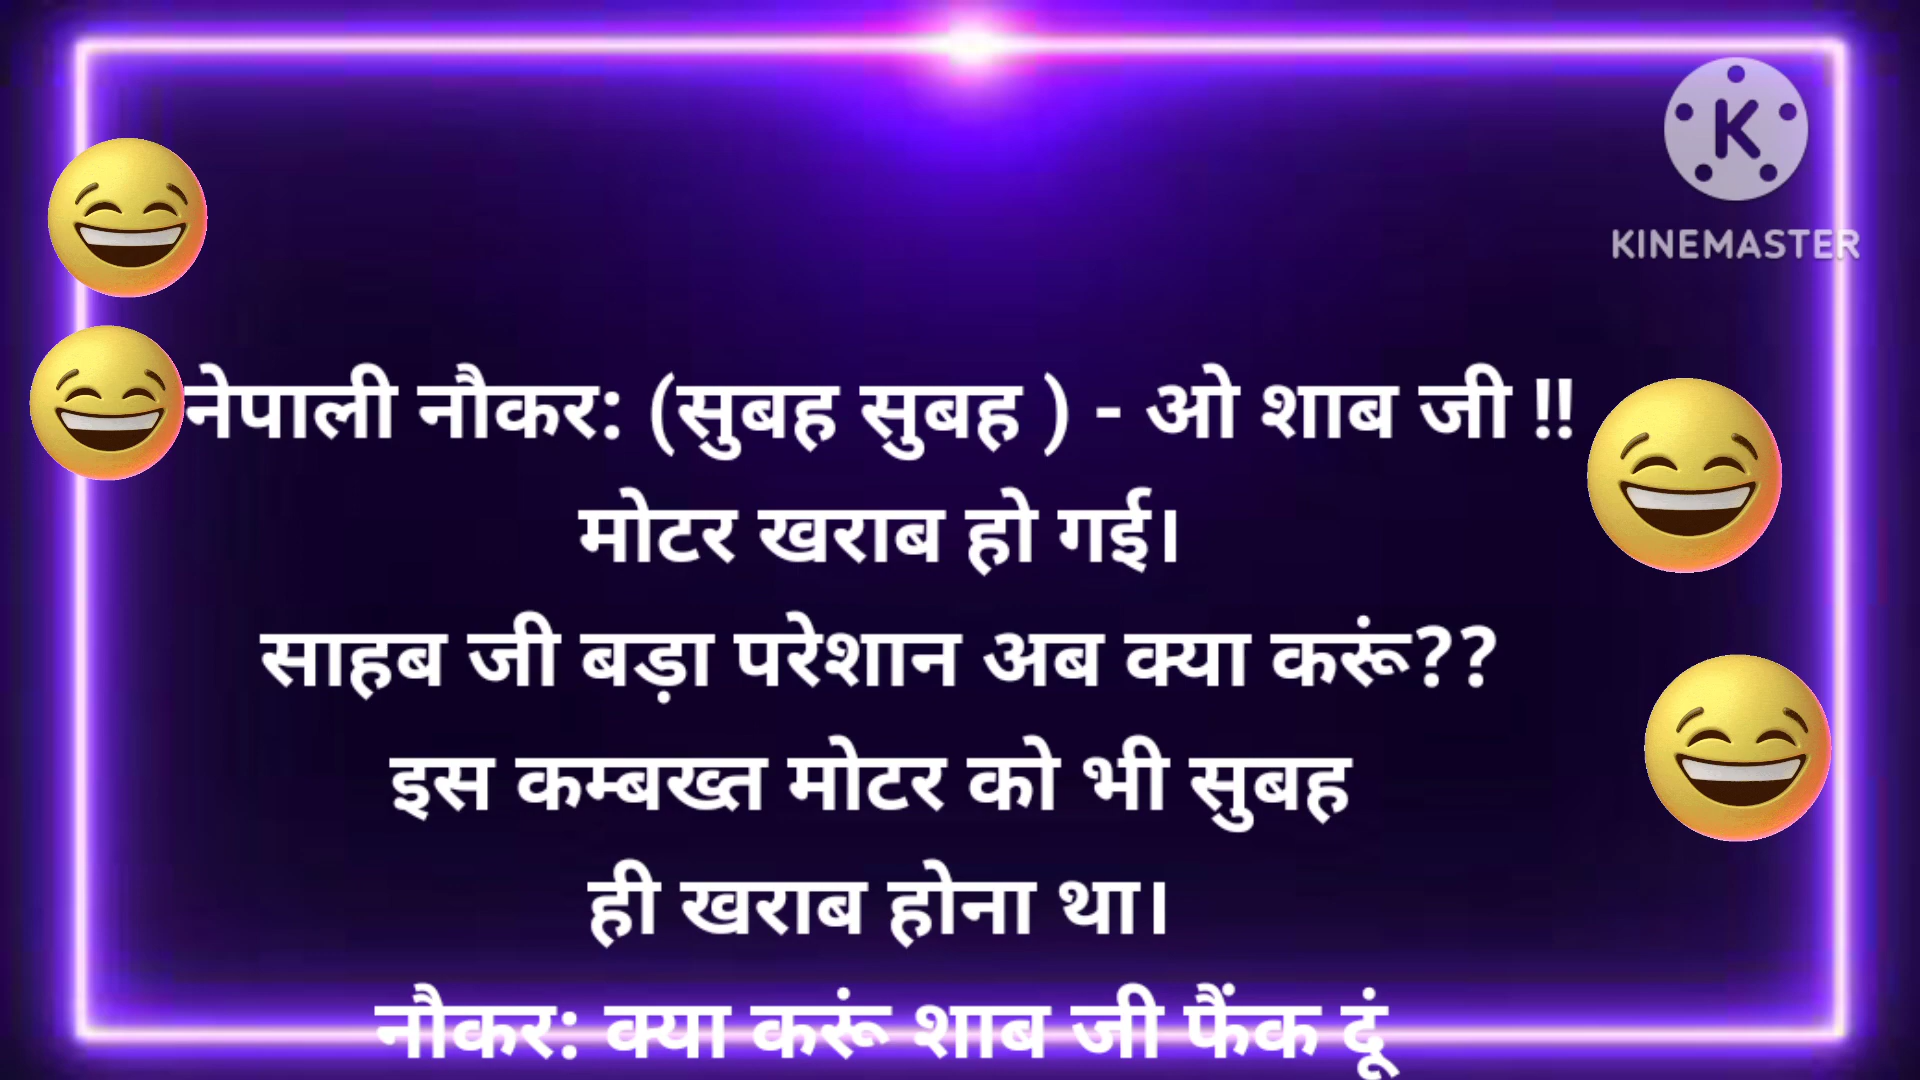 KINEMASTER
नेपाली नौकर: (सुबह सुबह ) - ओ शाब जी !!
मोटर खराब हो गई।
साहब जी बड़ा परेशान अब क्या करूं??
इस कम्बख्त मोटर को भी सुबह
ही खराब होना था।
नौकर: क्या करूं शाब जी फैंक दूं